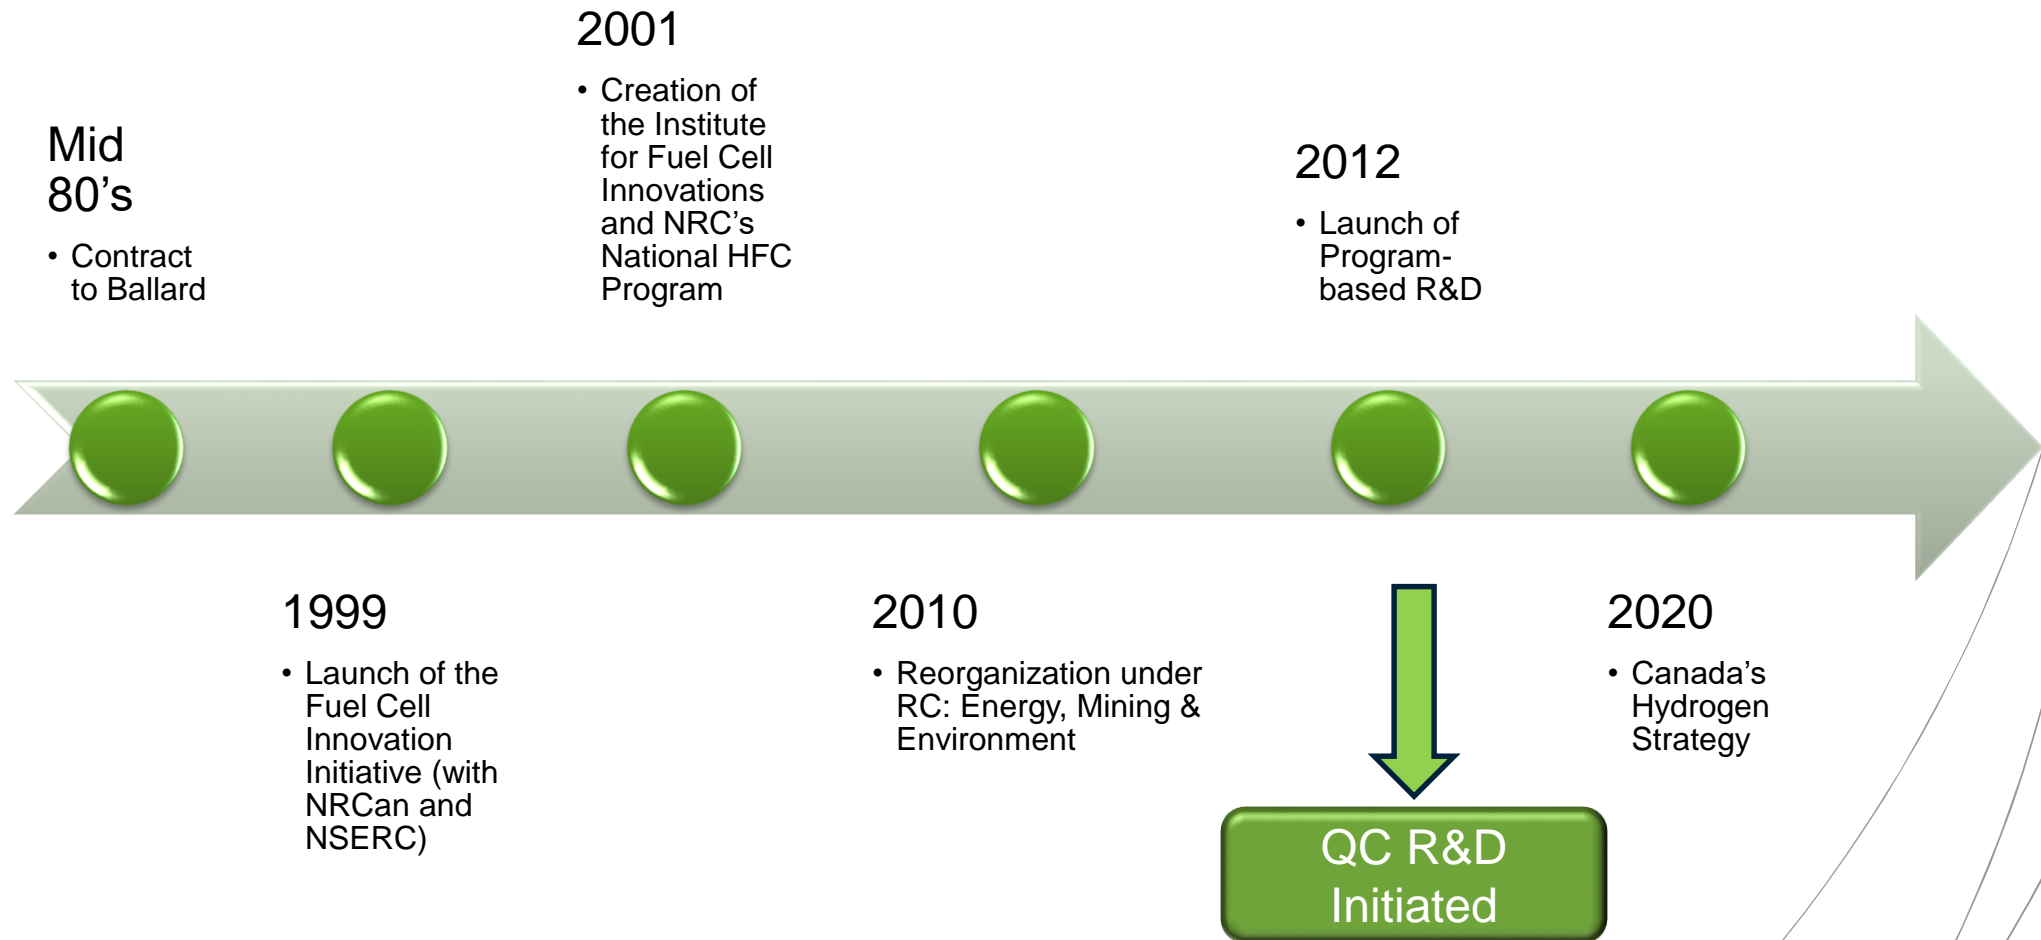 Mid
80’s
• Contract
to Ballard
1999
• Launch of the
Fuel Cell
Innovation
Initiative (with
NRCan and
NSERC)
2001
• Creation of
the Institute
for Fuel Cell
Innovations
and NRC’s
National HFC
Program
2010
• Reorganization under
RC: Energy, Mining &
Environment
2012
• Launch of
Program-
based R&D
QC R&D
Initiated
2020
• Canada’s
Hydrogen
Strategy